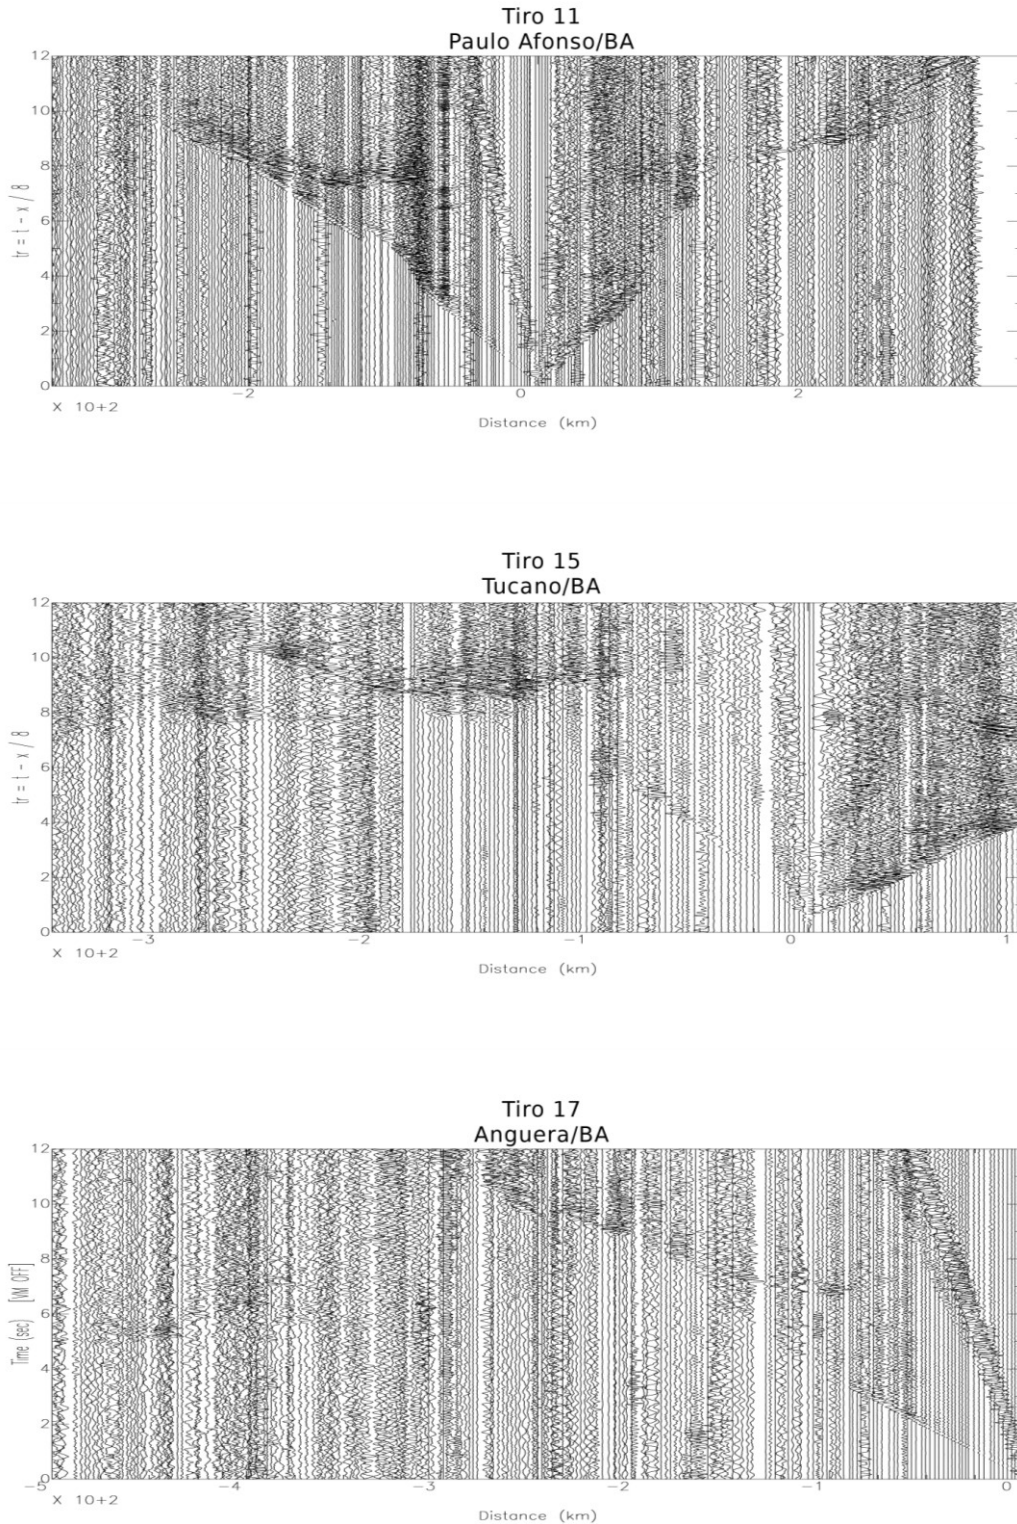 Tiro 11
Paulo Afonso/BA
12
10
8
6
4
2
0
tr = t - x / 8
-2
0
2
X 10+2
Distance (km)
Tiro 15
Tucano/BA
12
10
8
6
4
2
0
tr = t - x / 8
-3
-2
-1
0
1
X 10+2
Distance (km)
Tiro 17
Anguera/BA
12
10
8
6
4
2
0
Time (sec) [VM OFF]
-5
-4
-3
-2
-1
0
X 10+2
Distance (km)